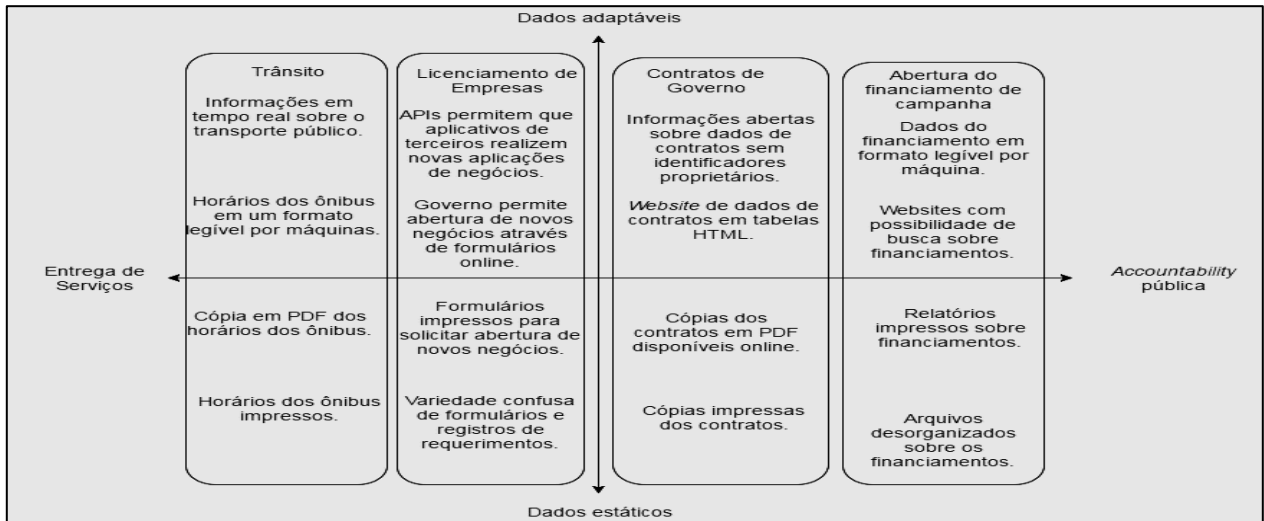 Dados adaptáveis
Trânsito
Informações em
tempo real sobre o
transporte público.
Horários dos ônibus
em um formato
legível por máquinas.
Cópia em PDF dos
horários dos ônibus.
Horários dos ônibus
impressos.
Licenciamento de
Empresas
APIs permitem que
aplicativos de
terceiros realizem
novas aplicações
de negócios.
Governo permite
abertura de novos
negócios através
de formulários
online.
Formulários
impressos para
solicitar abertura de
novos negócios.
Variedade confusa
de formulários e
registros de
requerimentos.
Contratos de
Governo
Informações abertas
sobre dados de
contratos sem
identificadores
proprietários.
Website de dados de
contratos em tabelas
HTML.
Cópias dos
contratos em PDF
disponíveis online.
Cópias impressas
dos contratos.
Abertura do
financiamento de
campanha
Dados do
financiamento em
formato legível por
máquina.
Websites com
possibilidade de
busca sobre
financiamentos.
Relatórios
impressos sobre
financiamentos.
Arquivos
desorganizados
sobre os
financiamentos.
Entrega de
Serviços
Accountability
pública
Dados estáticos